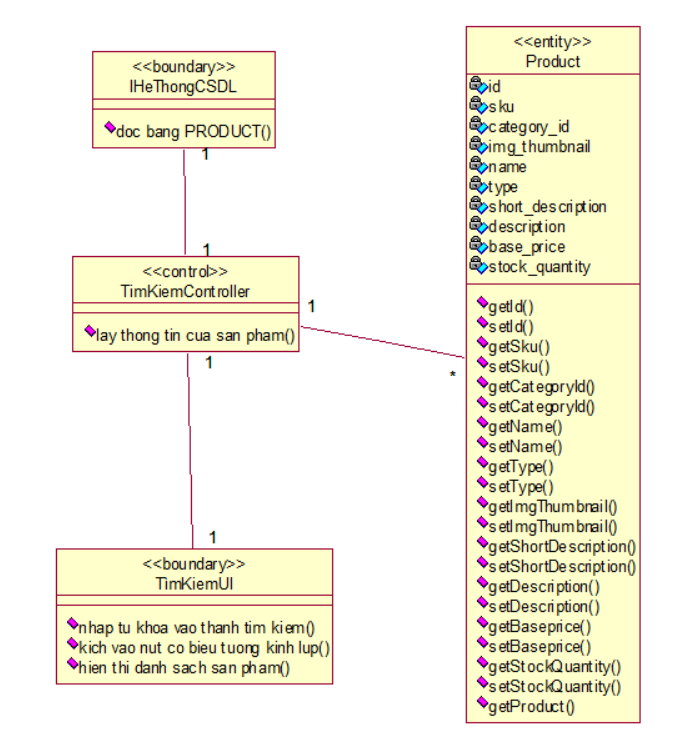 <<boundary>>
IHeThongCSDL
doc bang PRODUCT()
1
1
<<control>>
TimKiemController
lay thong tin cua san pham()
1
1
*
1
<<boundary>>
TimKiemUI
nhap tu khoa vao thanh tim kiem()
kich vao nut co bieu tuong kinh lup()
hien thi danh sach san pham()
<<entity>>
Product
id
sku
category_id
img_thumbnail
name
type
short_description
description
base_price
stock_quantity
getId()
setId()
getSku()
setSku()
getCategoryId()
setCategoryId()
getName()
setName()
getType()
setType()
getImgThumbnail()
setImgThumbnail()
getShortDescription()
setShortDescription()
getDescription()
setDescription()
getBaseprice()
setBaseprice()
getStockQuantity()
setStockQuantity()
getProduct()